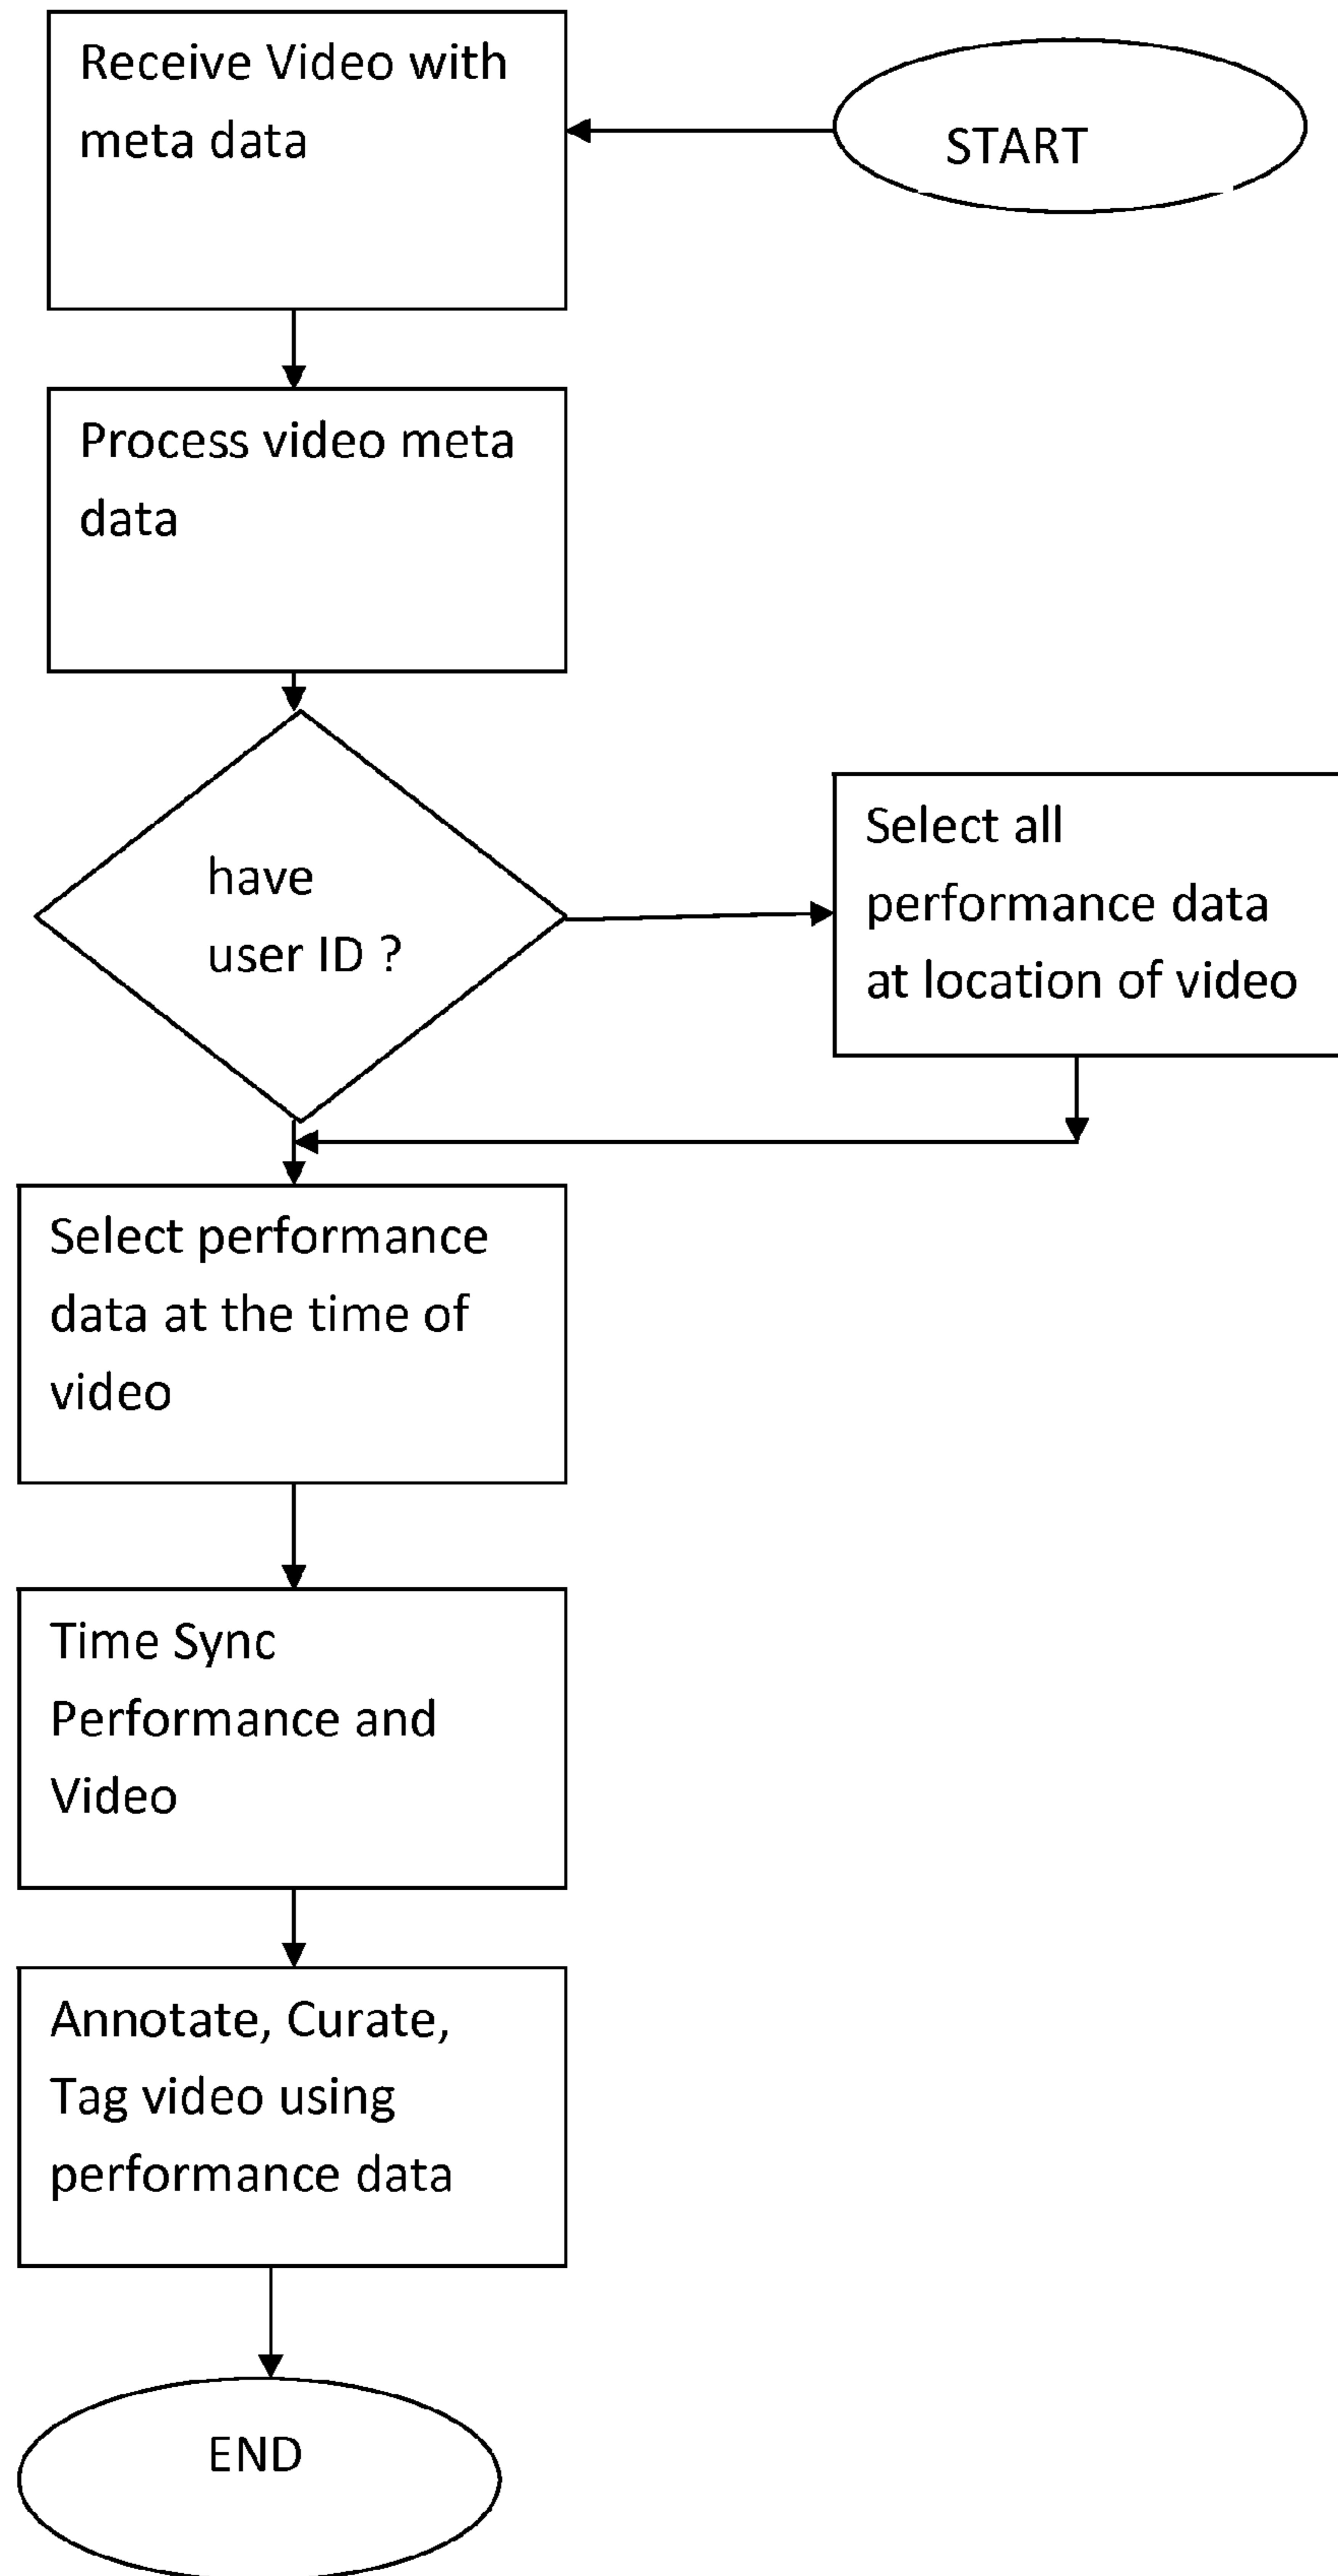 START
Receive Video with
meta data
Process video meta
data
have
user ID ?
Select all
performance data
at location of video
Select performance
data at the time of
video
Time Sync
Performance and
Video
Annotate, Curate,
Tag video using
performance data
END